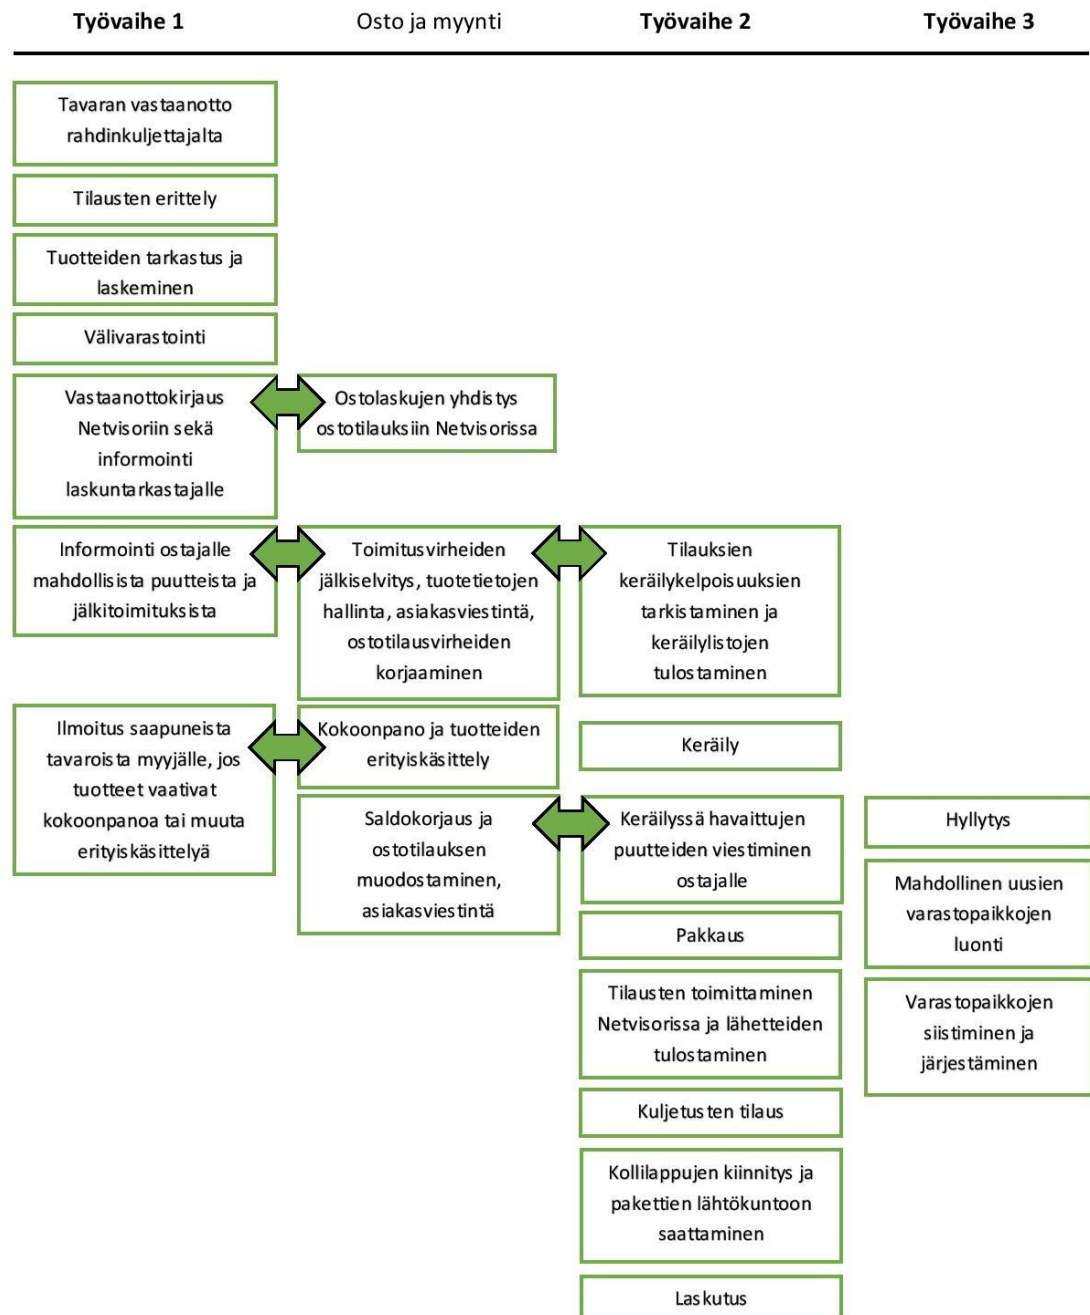 Työvaihe 1
Osto ja myynti
Työvaihe 2
Työvaihe 3
Tavaran vastaanotto
rahdinkuljettajalta
Tilausten erittely
Tuotteiden tarkastus ja
laskeminen
Välivarastointi
Vastaanottokirjaus
Netvisoriin sekä
informointi
laskuntarkastajalle
Ostolaskujen yhdistys
ostotilauksiin Netvisorissa
Informointi ostajalle
mahdollisista puutteista ja
jälkitoimituksista
Toimitusvirheiden
jälkiselvitys, tuotetietojen
hallinta, asiakasviestintä,
ostotilausvirheiden
korjaaminen
Tilauksien
keräilykelpoisuuksien
tarkistaminen ja
keräilylistojen
tulostaminen
Ilmoitus saapuneista
tavaroista myyjälle, jos
tuotteet vaativat
kokoonpanoa tai muuta
erityiskäsittelyä
Kokoonpano ja tuotteiden
erityiskäsittely
Keräily
Saldokorjaus ja
ostotilauksen
muodostaminen,
asiakasviestintä
Keräilyssä havaittujen
puutteiden viestiminen
ostajalle
Hyllytys
Mahdollinen uusien
varastopaikkojen
luonti
Pakkaus
Tilausten toimittaminen
Netvisorissa ja lähetteiden
tulostaminen
Varastopaikkojen
siistiminen ja
järjestäminen
Kuljetusten tilaus
Kollilappujen kiinnitys ja
pakettien lähtökuntoon
saattaminen
Laskutus